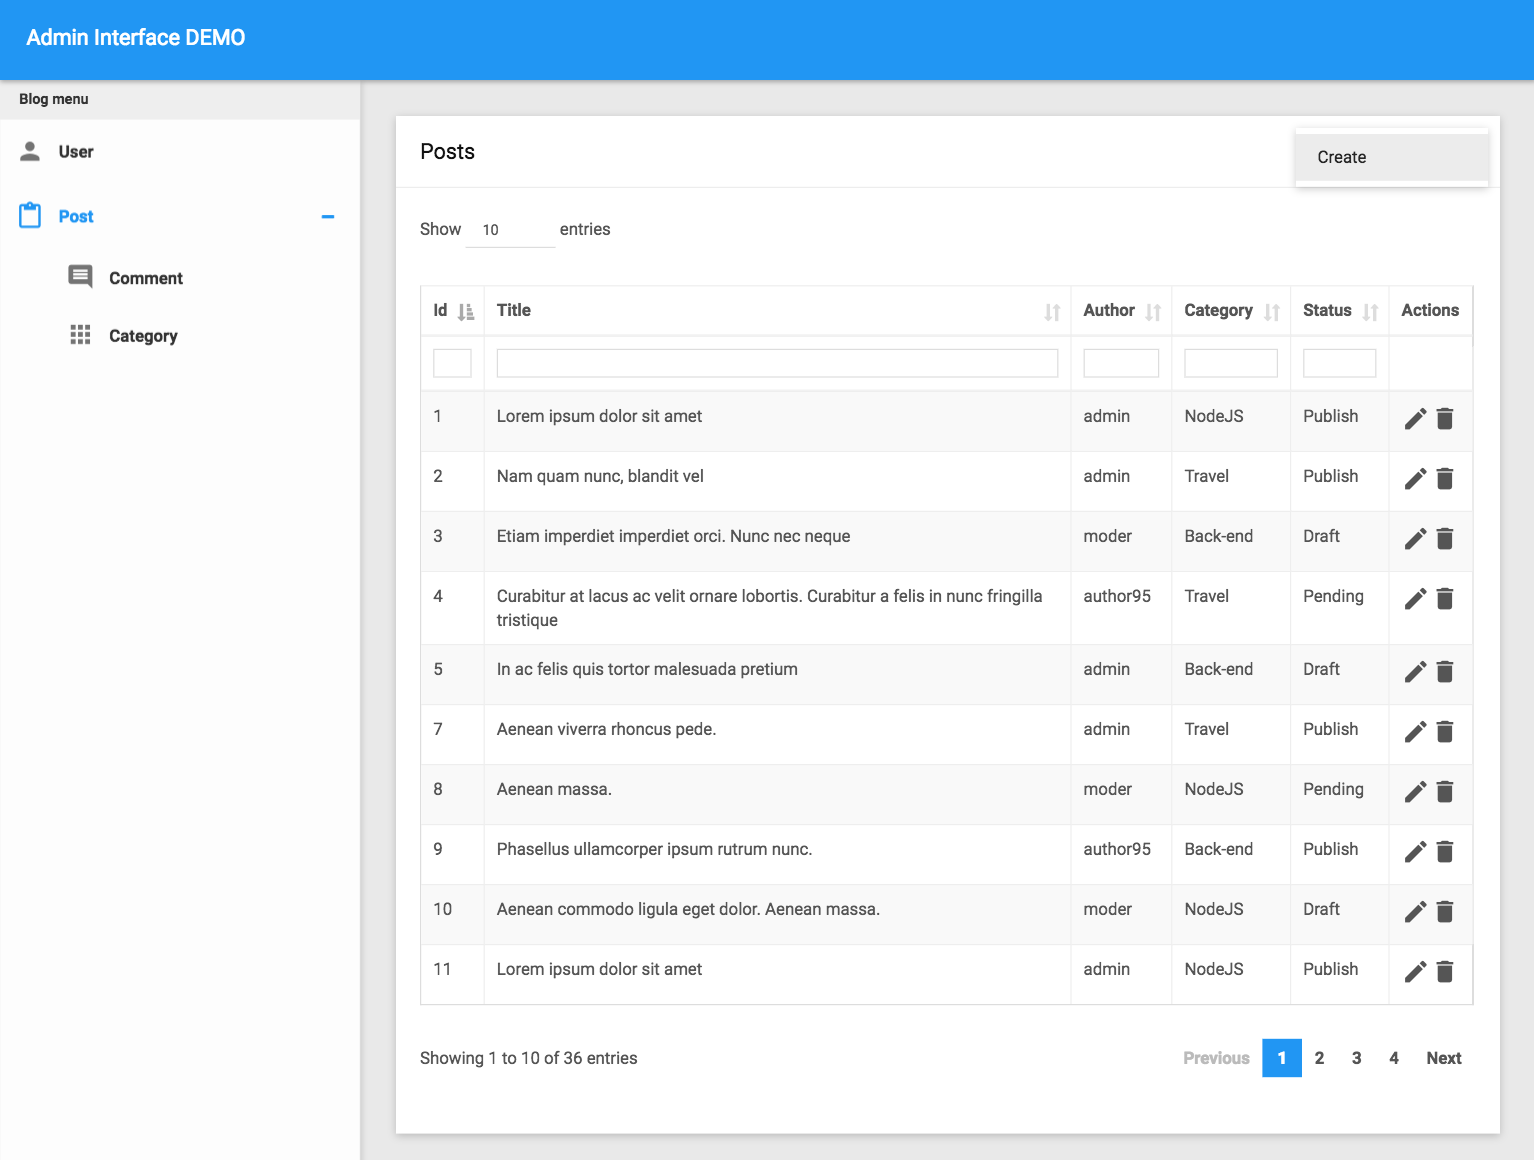 Admin Interface DEMO
Blog menu
User
Post
Comment
Category
Posts
Create
Show 10 entries
Id Title Author Category Status Actions
1 Lorem ipsum dolor sit amet admin NodeJS Publish
2 Nam quam nunc, blandit vel admin Travel Publish
3 Etiam imperdiet imperdiet orci. Nunc nec neque moder Back-end Draft
4 Curabitur at lacus ac velit ornare lobortis. Curabitur a felis in nunc fringilla author95 Travel Pending
tristique
5 In ac felis quis tortor malesuada pretium admin Back-end Draft
7 Aenean viverra rhoncus pede. admin Travel Publish
8 Aenean massa. moder NodeJS Pending
9 Phasellus ullamcorper ipsum rutrum nunc. author95 Back-end Publish
10 Aenean commodo ligula eget dolor. Aenean massa. moder NodeJS Draft
11 Lorem ipsum dolor sit amet admin NodeJS Publish
Showing 1 to 10 of 36 entries Previous 1 2 3 4 Next